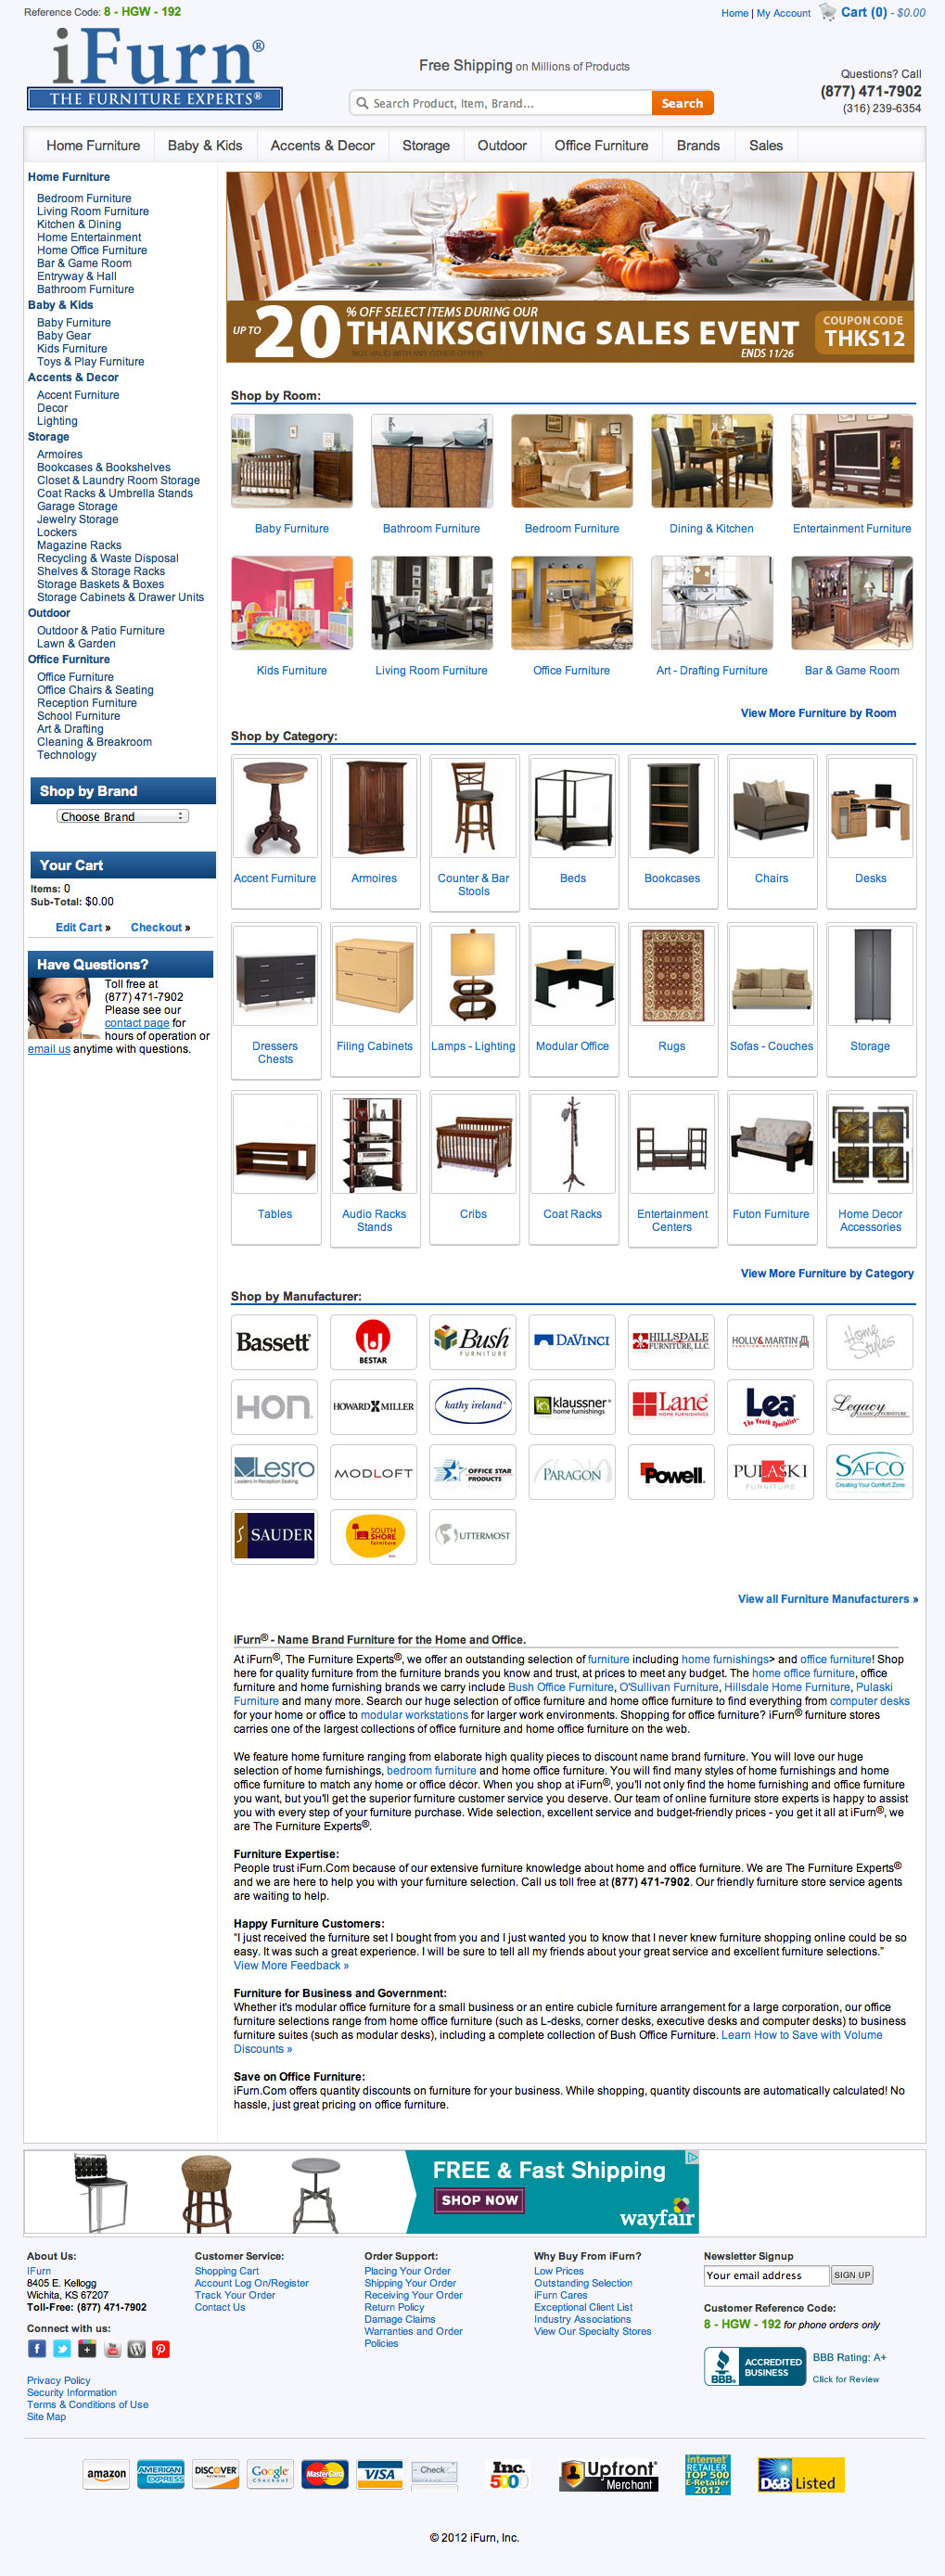 Reference Code: 8 - HGW - 192
Home | My Account Cart (0) - $0.00
iFurn®
THE FURNITURE EXPERTS®
Free Shipping on Millions of Products
Search Product, Item, Brand... Search
Questions? Call
(877) 471-7902
(316) 239-6354
Home Furniture Baby & Kids Accents & Decor Storage Outdoor Office Furniture Brands Sales
Home Furniture
Bedroom Furniture
Living Room Furniture
Kitchen & Dining
Home Entertainment
Home Office Furniture
Bar & Game Room
Entryway & Hall
Bathroom Furniture
Baby & Kids
Baby Furniture
Baby Gear
Kids Furniture
Toys & Play Furniture
Accents & Decor
Accent Furniture
Decor
Lighting
Storage
Armoires
Bookcases & Bookshelves
Closet & Laundry Room Storage
Coat Racks & Umbrella Stands
Garage Storage
Jewelry Storage
Lockers
Magazine Racks
Recycling & Waste Disposal
Shelves & Storage Racks
Storage Baskets & Boxes
Storage Cabinets & Drawer Units
Outdoor
Outdoor & Patio Furniture
Lawn & Garden
Office Furniture
Office Furniture
Office Chairs & Seating
Reception Furniture
School Furniture
Art & Drafting
Cleaning & Breakroom
Technology
Shop by Brand
Choose Brand
Your Cart
Items: 0
Sub-Total: $0.00
Edit Cart » Checkout »
Have Questions?
Toll free at
(877) 471-7902
Please see our
contact page for
hours of operation or
email us anytime with questions.
UP TO 20 % OFF SELECT ITEMS DURING OUR
THANKSGIVING SALES EVENT
NOT VALID WITH ANY OTHER OFFER
ENDS 11/26
COUPON CODE
THKS12
Shop by Room:
Baby Furniture Bathroom Furniture Bedroom Furniture Dining & Kitchen Entertainment Furniture
Kids Furniture Living Room Furniture Office Furniture Art - Drafting Furniture Bar & Game Room
View More Furniture by Room
Shop by Category:
Accent Furniture Armoires Counter & Bar Stools Beds Bookcases Chairs Desks
Dressers Chests Filing Cabinets Lamps - Lighting Modular Office Rugs Sofas - Couches Storage
Tables Audio Racks Stands Cribs Coat Racks Entertainment Centers Futon Furniture Home Decor Accessories
View More Furniture by Category
Shop by Manufacturer:
Bassett BESTAR Bush FURNITURE DAVINCI HILLSDALE FURNITURE, LLC. HOLLY & MARTIN Home Styles
HON HOWARD MILLER kathy ireland klaussner home furnishings Lane HOME FURNISHINGS Lea The Youth Specialist Legacy CLASSIC FURNITURE
Lesro Leaders in Reception Seating MODLOFT OFFICE STAR PRODUCTS PARAGON Powell PULASKI FURNITURE SAFCO Creating Your Comfort Zone
S SAUDER SOUTH SHORE furniture UTTERMOST
View all Furniture Manufacturers »
iFurn® - Name Brand Furniture for the Home and Office.
At iFurn®, The Furniture Experts®, we offer an outstanding selection of furniture including home furnishings> and office furniture! Shop
here for quality furniture from the furniture brands you know and trust, at prices to meet any budget. The home office furniture, office
furniture and home furnishing brands we carry include Bush Office Furniture, O'Sullivan Furniture, Hillsdale Home Furniture, Pulaski
Furniture and many more. Search our huge selection of office furniture and home office furniture to find everything from computer desks
for your home or office to modular workstations for larger work environments. Shopping for office furniture? iFurn® furniture stores
carries one of the largest collections of office furniture and home office furniture on the web.
We feature home furniture ranging from elaborate high quality pieces to discount name brand furniture. You will love our huge
selection of home furnishings, bedroom furniture and home office furniture. You will find many styles of home furnishings and home
office furniture to match any home or office décor. When you shop at iFurn®, you'll not only find the home furnishing and office furniture
you want, but you'll get the superior furniture customer service you deserve. Our team of online furniture store experts is happy to assist
you with every step of your furniture purchase. Wide selection, excellent service and budget-friendly prices - you get it all at iFurn®, we
are The Furniture Experts®.
Furniture Expertise:
People trust iFurn.Com because of our extensive furniture knowledge about home and office furniture. We are The Furniture Experts®
and we are here to help you with your furniture selection. Call us toll free at (877) 471-7902. Our friendly furniture store service agents
are waiting to help.
Happy Furniture Customers:
"I just received the furniture set I bought from you and I just wanted you to know that I never knew furniture shopping online could be so
easy. It was such a great experience. I will be sure to tell all my friends about your great service and excellent furniture selections."
View More Feedback »
Furniture for Business and Government:
Whether it's modular office furniture for a small business or an entire cubicle furniture arrangement for a large corporation, our office
furniture selections range from home office furniture (such as L-desks, corner desks, executive desks and computer desks) to business
furniture suites (such as modular desks), including a complete collection of Bush Office Furniture. Learn How to Save with Volume
Discounts »
Save on Office Furniture:
iFurn.Com offers quantity discounts on furniture for your business. While shopping, quantity discounts are automatically calculated! No
hassle, just great pricing on office furniture.
FREE & Fast Shipping
SHOP NOW
wayfair
About Us:
IFurn
8405 E. Kellogg
Wichita, KS 67207
Toll-Free: (877) 471-7902
Connect with us:
Privacy Policy
Security Information
Terms & Conditions of Use
Site Map
Customer Service:
Shopping Cart
Account Log On/Register
Track Your Order
Contact Us
Order Support:
Placing Your Order
Shipping Your Order
Receiving Your Order
Return Policy
Damage Claims
Warranties and Order
Policies
Why Buy From iFurn?
Low Prices
Outstanding Selection
iFurn Cares
Exceptional Client List
Industry Associations
View Our Specialty Stores
Newsletter Signup
Your email address SIGN UP
Customer Reference Code:
8 - HGW - 192 for phone orders only
BBB. ACCREDITED BUSINESS
BBB Rating: A+
Click for Review
amazon AMERICAN EXPRESS DISCOVER NETWORK Google Checkout MasterCard VISA Check Inc. 500 Upfront Merchant internet RETAILER TOP 500 E-Retailer 2012 D&B Listed
© 2012 iFurn, Inc.